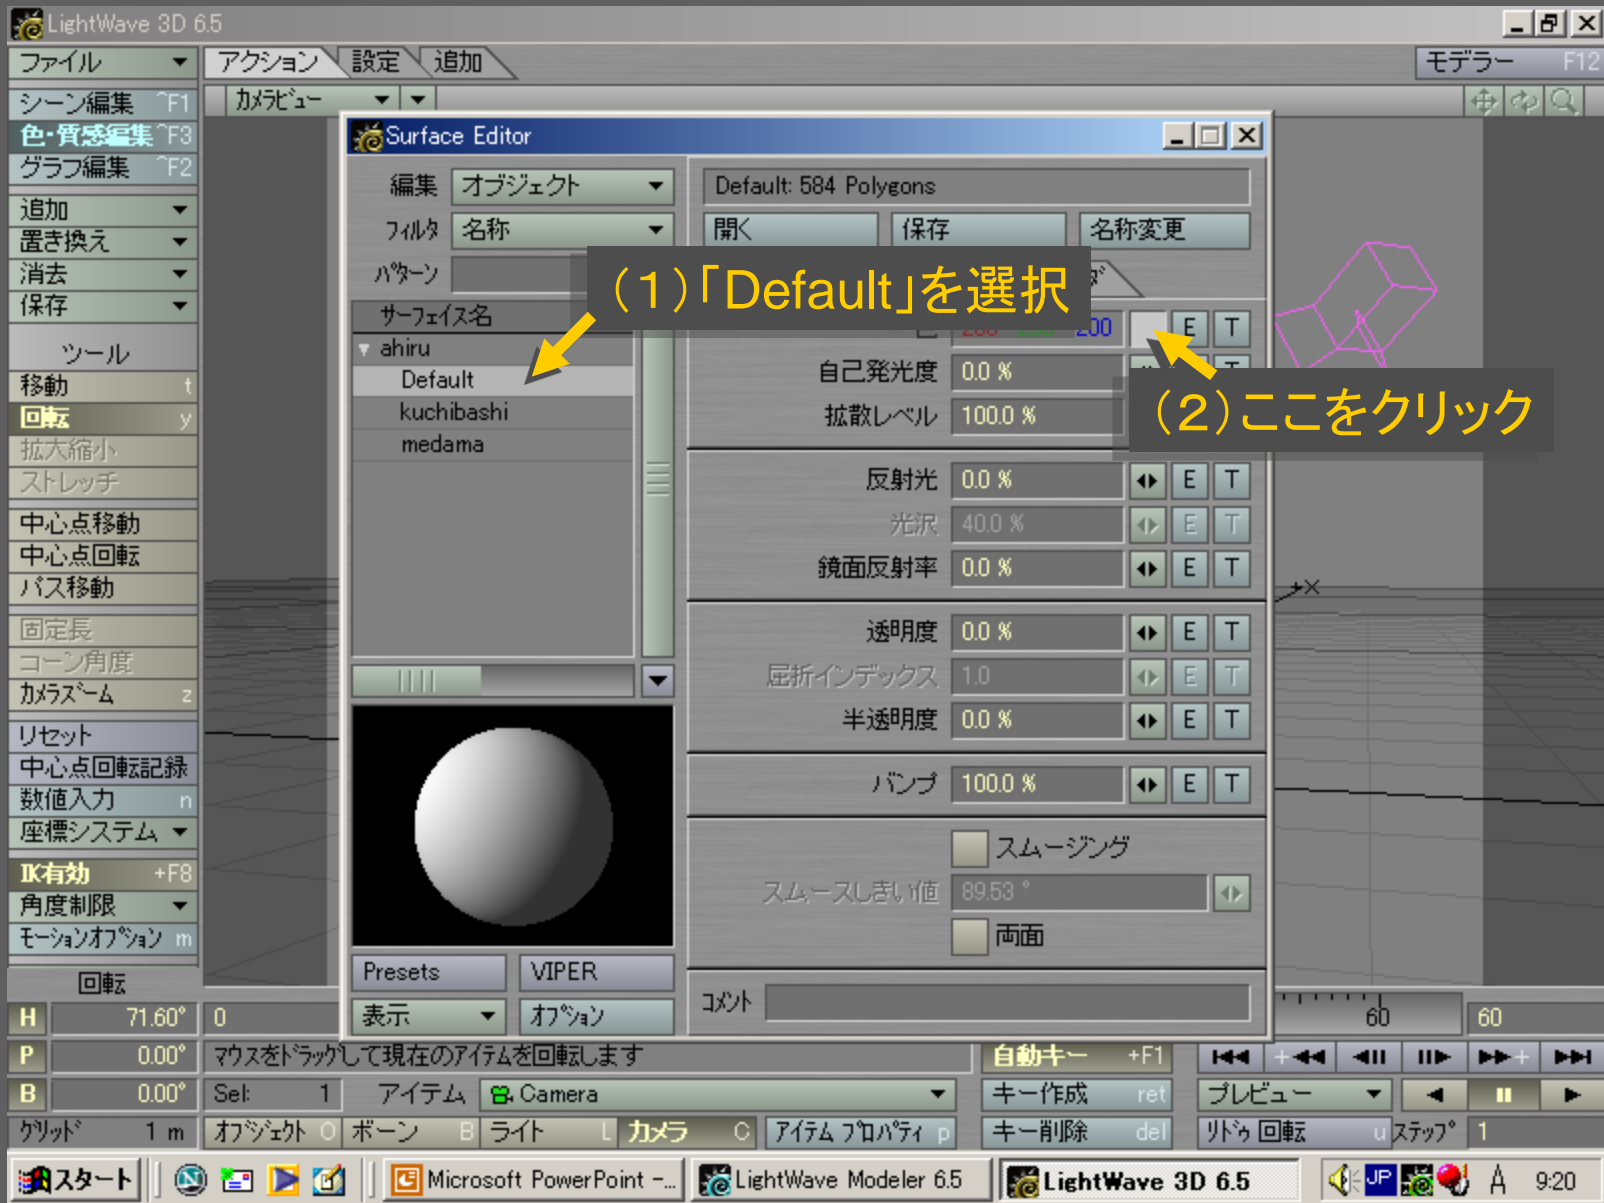 LightWave 3D 6.5
ファイル
アクション
設定
追加
モデラー F12
シーン編集 ^F1
カメラビュー
色・質感編集 ^F3
グラフ編集 ^F2
追加
置き換え
消去
保存
ツール
移動 t
回転 y
拡大縮小
ストレッチ
中心点移動
中心点回転
パス移動
固定長
コーン角度
カメラズーム z
リセット
中心点回転記録
数値入力 n
座標システム
IK有効 +F8
角度制限
モーションオプション m
回転
H 71.60°
P 0.00°
B 0.00°
グリッド 1 m
Surface Editor
編集 オブジェクト
フィルタ 名称
パターン
サーフェイス名
ahiru
Default
kuchibashi
medama
Presets VIPER
表示 オプション
Default: 584 Polygons
開く 保存 名称変更
(1)「Default」を選択
200 E T
自己発光度 0.0 %
拡散レベル 100.0 %
(2)ここをクリック
反射光 0.0 % E T
光沢 40.0 % E T
鏡面反射率 0.0 % E T
透明度 0.0 % E T
屈折インデックス 1.0 E T
半透明度 0.0 % E T
バンプ 100.0 % E T
スムージング
スムースしきい値 89.53 °
両面
コメント
+X
0
60
60
マウスをドラッグして現在のアイテムを回転します
自動キー +F1
Sel: 1 アイテム Camera
キー作成 ret
プレビュー
オブジェクト O ボーン B ライト L カメラ C アイテム プロパティ p
キー削除 del
リドゥ 回転 u ステップ 1
スタート
Microsoft PowerPoint -...
LightWave Modeler 6.5
LightWave 3D 6.5
JP
A
9:20